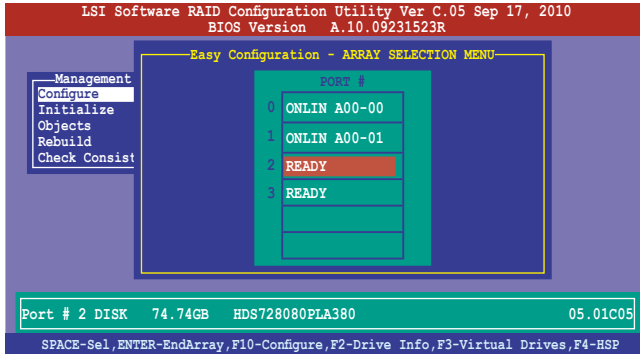 LSI Software RAID Configuration Utility Ver C.05 Sep 17, 2010
BIOS Version A.10.09231523R
Easy Configuration - ARRAY SELECTION MENU
Management
Configure
Initialize
Objects
Rebuild
Check Consist
PORT #
0 ONLIN A00-00
1 ONLIN A00-01
2 READY
3 READY
Port # 2 DISK 74.74GB HDS728080PLA380 05.01C05
SPACE-Sel,ENTER-EndArray,F10-Configure,F2-Drive Info,F3-Virtual Drives,F4-HSP